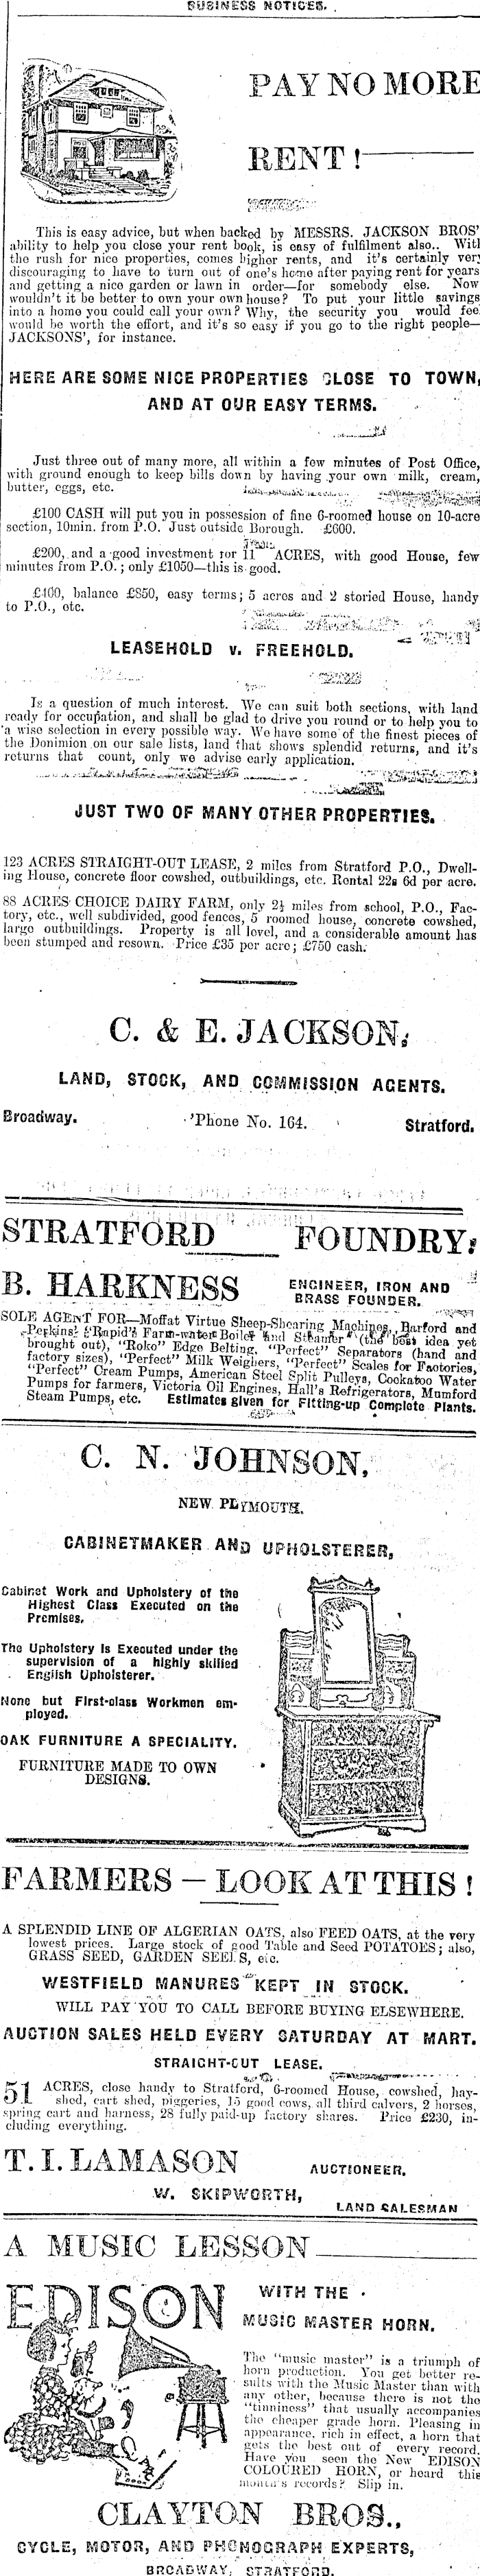 BUSINESS NOTICES.
PAY NO MORE
RENT!
This is easy advice, but when backed by MESSRS. JACKSON BROS'
ability to help you close your rent book, is easy of fulfilment also.. With
the rush for nice properties, comes higher rents, and it's certainly very
discouraging to have to turn out of one's home after paying rent for years
and getting a nice garden or lawn in order—for somebody else. Now
wouldn't it be better to own your own house? To put your little savings
into a home you could call your own? Why, the security you would feel
would be worth the effort, and it's so easy if you go to the right people—
JACKSONS', for instance.
HERE ARE SOME NICE PROPERTIES CLOSE TO TOWN,
AND AT OUR EASY TERMS.
Just three out of many more, all within a few minutes of Post Office,
with ground enough to keep bills down by having your own milk, cream,
butter, eggs, etc.
£100 CASH will put you in possession of fine 6-roomed house on 10-acre
section, 10min. from P.O. Just outside Borough. £600.
£200, and a good investment for 11 ACRES, with good House, few
minutes from P.O.; only £1050—this is good.
£400, balance £850, easy terms; 5 acres and 2 storied House, handy
to P.O., etc.
LEASEHOLD v. FREEHOLD.
Is a question of much interest. We can suit both sections, with land
ready for occupation, and shall be glad to drive you round or to help you to
a wise selection in every possible way. We have some of the finest pieces of
the Donimion on our sale lists, land that shows splendid returns, and it's
returns that count, only we advise early application.
JUST TWO OF MANY OTHER PROPERTIES.
123 ACRES STRAIGHT-OUT LEASE, 2 miles from Stratford P.O., Dwell-
ing House, concrete floor cowshed, outbuildings, etc. Rental 22s 6d per acre.
88 ACRES CHOICE DAIRY FARM, only 2½ miles from school, P.O., Fac-
tory, etc., well subdivided, good fences, 5 roomed house, concrete cowshed,
large outbuildings. Property is all level, and a considerable amount has
been stumped and resown. Price £35 per acre; £750 cash.
C. & E. JACKSON,
LAND, STOCK, AND COMMISSION AGENTS.
Broadway. 'Phone No. 164. Stratford.
STRATFORD FOUNDRY.
B. HARKNESS ENGINEER, IRON AND
BRASS FOUNDER.
SOLE AGENT FOR—Moffat Virtue Sheep-Shearing Machines, Barford and
Perkins' "Rapid" Farm-water Boiler and Steamer (the best idea yet
brought out), "Roko" Edge Belting, "Perfect" Separators (hand and
factory sizes), "Perfect" Milk Weighers, "Perfect" Scales for Factories,
"Perfect" Cream Pumps, American Steel Split Pulleys, Cockatoo Water
Pumps for farmers, Victoria Oil Engines, Hall's Refrigerators, Mumford
Steam Pumps, etc. Estimates given for Fitting-up Complete Plants.
C. N. JOHNSON,
NEW PLYMOUTH.
CABINETMAKER AND UPHOLSTERER,
Cabinet Work and Upholstery of the
Highest Class Executed on the
Premises.
The Upholstery is Executed under the
supervision of a highly skilled
English Upholsterer.
None but First-class Workmen em-
ployed.
OAK FURNITURE A SPECIALITY.
FURNITURE MADE TO OWN
DESIGNS.
FARMERS — LOOK AT THIS!
A SPLENDID LINE OF ALGERIAN OATS, also FEED OATS, at the very
lowest prices. Large stock of good Table and Seed POTATOES; also,
GRASS SEED, GARDEN SEEDS, etc.
WESTFIELD MANURES KEPT IN STOCK.
WILL PAY YOU TO CALL BEFORE BUYING ELSEWHERE.
AUCTION SALES HELD EVERY SATURDAY AT MART.
STRAIGHT-OUT LEASE.
51 ACRES, close handy to Stratford, 6-roomed House, cowshed, hay-
shed, cart shed, piggeries, 15 good cows, all third calvers, 2 horses,
spring cart and harness, 28 fully paid-up factory shares. Price £230, in-
cluding everything.
T. I. LAMASON AUCTIONEER.
W. SKIPWORTH,
LAND SALESMAN
A MUSIC LESSON
EDISON
WITH THE
MUSIC MASTER HORN.
The "music master" is a triumph of
horn production. You get better re-
sults with the Music Master than with
any other, because there is not the
"tinniness" that usually accompanies
the cheaper grade horn. Pleasing in
appearance, rich in effect, a horn that
gets the best out of every record.
Have you seen the New EDISON
COLOURED HORN, or heard this
month's records? Slip in.
CLAYTON BROS.,
CYCLE, MOTOR, AND PHONOGRAPH EXPERTS,
BROADWAY, STRATFORD.